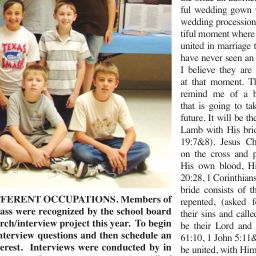 TEXAS
FFERENT OCCUPATIONS. Members of
ass were recognized by the school board
rch/interview project this year. To begin
nterview questions and then schedule an
erest. Interviews were conducted by in
ful wedding gown
wedding procession
tiful moment where
united in marriage t
have never seen an
I believe they are
at that moment. Th
remind me of a b
that is going to tak
future. It will be the
Lamb with His brid
19:7&8). Jesus Ch
on the cross and p
His own blood, Hi
20:28, 1 Corinthians
bride consists of th
repented, (asked f
their sins and called
be their Lord and
61:10, 1 John 5:11&
be united, with Him